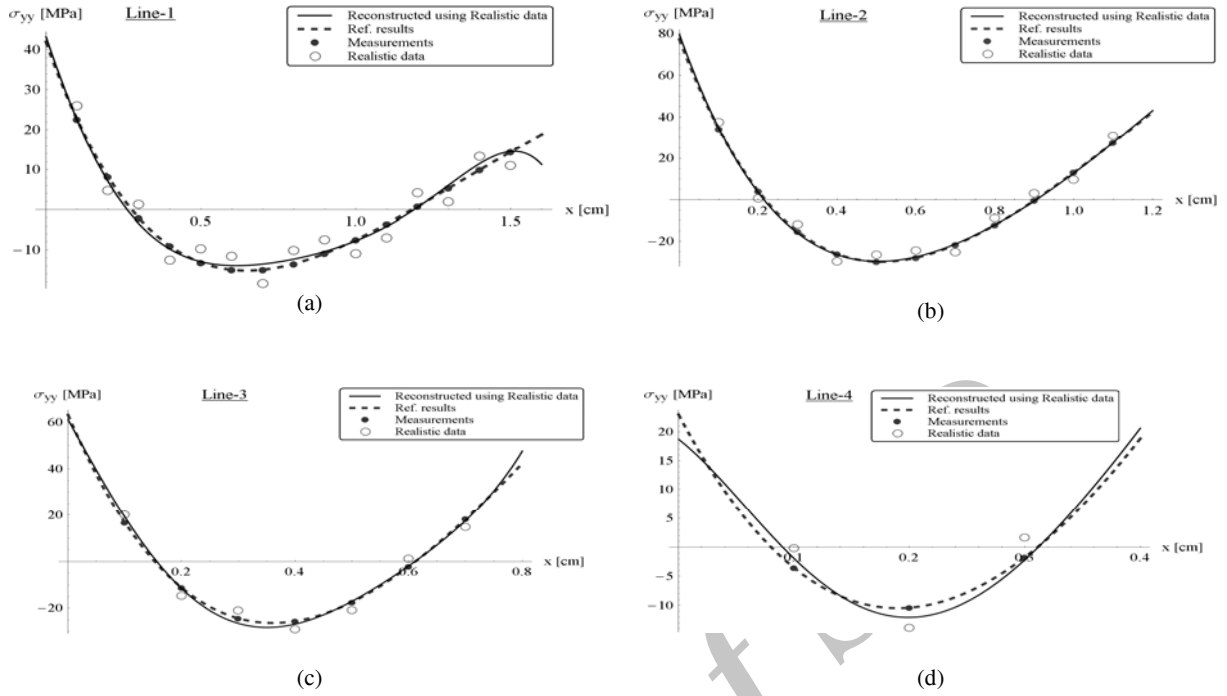 σyy [MPa]
Line-1
Reconstructed using Realistic data
Ref. results
Measurements
Realistic data
40
30
20
10
0.5
1.0
1.5
x [cm]
−10
(a)
σyy [MPa]
Line-2
Reconstructed using Realistic data
Ref. results
Measurements
Realistic data
80
60
40
20
0.2
0.4
0.6
0.8
1.0
1.2
x [cm]
−20
(b)
σyy [MPa]
Line-3
Reconstructed using Realistic data
Ref. results
Measurements
Realistic data
60
40
20
0.2
0.4
0.6
0.8
x [cm]
−20
(c)
σyy [MPa]
Line-4
Reconstructed using Realistic data
Ref. results
Measurements
Realistic data
20
15
10
5
0.1
0.2
0.3
0.4
x [cm]
−5
−10
(d)